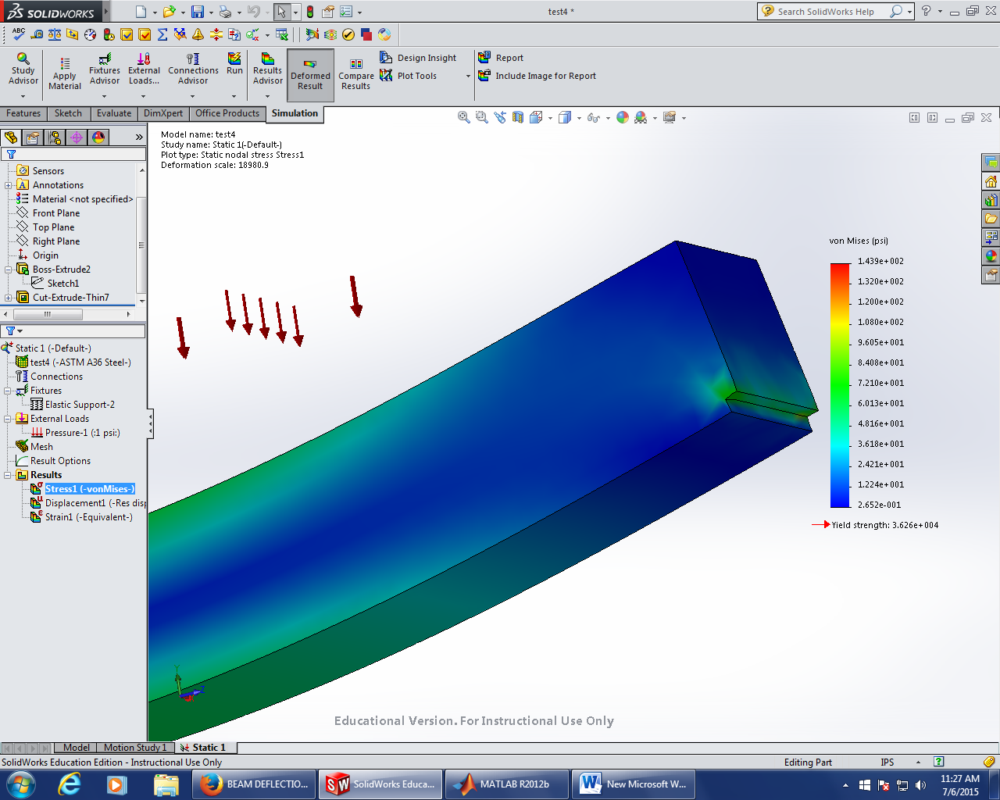 SOLIDWORKS
test4 *
Search SolidWorks Help
ABC
Study Advisor
Apply Material
Fixtures Advisor
External Loads...
Connections Advisor
Run
Results Advisor
Deformed Result
Compare Results
Design Insight
Plot Tools
Report
Include Image for Report
Features
Sketch
Evaluate
DimXpert
Office Products
Simulation
Model name: test4
Study name: Static 1(-Default-)
Plot type: Static nodal stress Stress1
Deformation scale: 18980.9
Sensors
Annotations
Material <not specified>
Front Plane
Top Plane
Right Plane
Origin
Boss-Extrude2
Sketch1
Cut-Extrude-Thin7
Static 1 (-Default-)
test4 (-ASTM A36 Steel-)
Connections
Fixtures
Elastic Support-2
External Loads
Pressure-1 (:1 psi:)
Mesh
Result Options
Results
Stress1 (-vonMises-)
Displacement1 (-Res disp
Strain1 (-Equivalent-)
von Mises (psi)
1.439e+002
1.320e+002
1.200e+002
1.080e+002
9.605e+001
8.408e+001
7.210e+001
6.013e+001
4.816e+001
3.618e+001
2.421e+001
1.224e+001
2.652e-001
Yield strength: 3.626e+004
Y
Z
Educational Version. For Instructional Use Only
Model
Motion Study 1
Static 1
SolidWorks Education Edition - Instructional Use Only
Editing Part
IPS
BEAM DEFLECTIO...
SolidWorks Educa...
MATLAB R2012b
New Microsoft W...
11:27 AM
7/6/2015